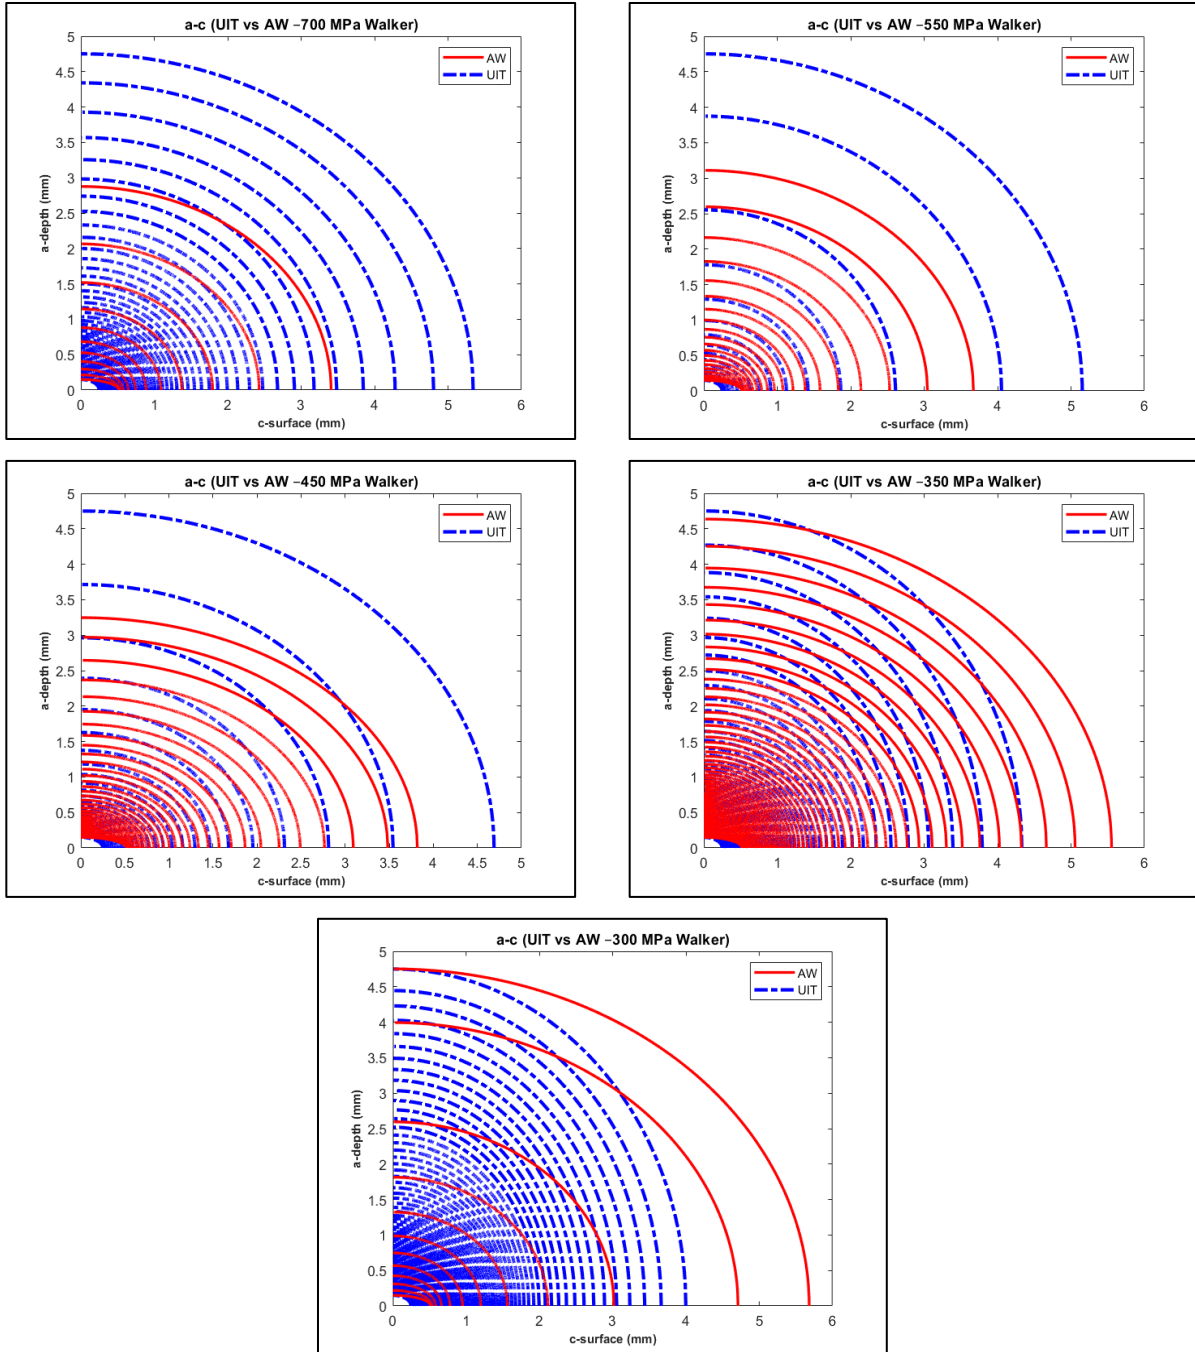 a-c (UIT vs AW –700 MPa Walker)
5
4.5
4
3.5
3
2.5
2
1.5
1
0.5
0
a-depth (mm)
AW
UIT
0 1 2 3 4 5 6
c-surface (mm)
a-c (UIT vs AW –550 MPa Walker)
5
4.5
4
3.5
3
2.5
2
1.5
1
0.5
0
a-depth (mm)
AW
UIT
0 1 2 3 4 5 6
c-surface (mm)
a-c (UIT vs AW –450 MPa Walker)
5
4.5
4
3.5
3
2.5
2
1.5
1
0.5
0
a-depth (mm)
AW
UIT
0 0.5 1 1.5 2 2.5 3 3.5 4 4.5 5
c-surface (mm)
a-c (UIT vs AW –350 MPa Walker)
5
4.5
4
3.5
3
2.5
2
1.5
1
0.5
0
a-depth (mm)
AW
UIT
0 1 2 3 4 5 6
c-surface (mm)
a-c (UIT vs AW –300 MPa Walker)
5
4.5
4
3.5
3
2.5
2
1.5
1
0.5
0
a-depth (mm)
AW
UIT
0 1 2 3 4 5 6
c-surface (mm)